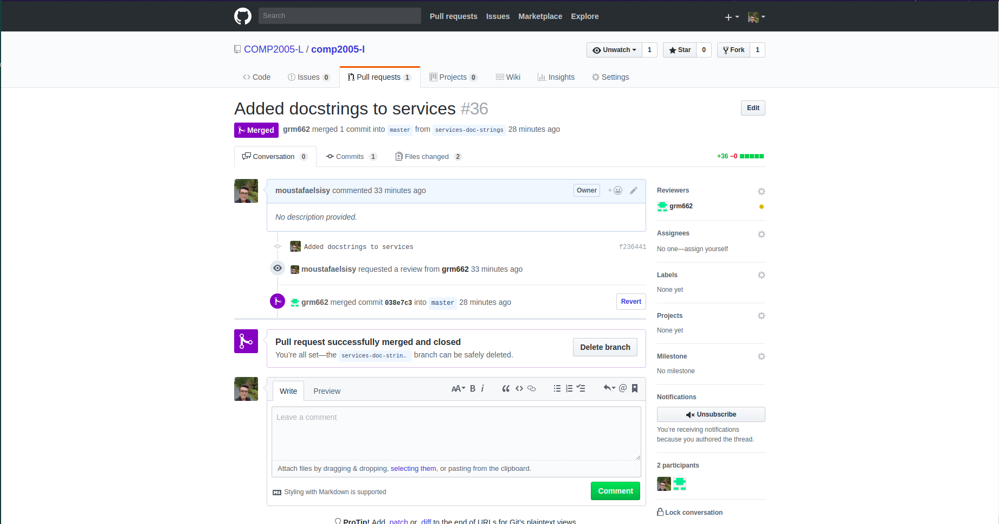 Search
Pull requests Issues Marketplace Explore
COMP2005-L / comp2005-l
Unwatch 1 Star 0 Fork 1
Code Issues 0 Pull requests 1 Projects 0 Wiki Insights Settings
Added docstrings to services #36
Edit
Merged grm662 merged 1 commit into master from services-doc-strings 28 minutes ago
Conversation 0 Commits 1 Files changed 2 +36 −0
moustafaelsisy commented 33 minutes ago Owner
No description provided.
Added docstrings to services f236441
moustafaelsisy requested a review from grm662 33 minutes ago
grm662 merged commit 038e7c3 into master 28 minutes ago Revert
Pull request successfully merged and closed
You’re all set—the services-doc-strin… branch can be safely deleted.
Delete branch
Write Preview
AA B i @
Leave a comment
Attach files by dragging & dropping, selecting them, or pasting from the clipboard.
Styling with Markdown is supported
Comment
ProTip! Add .patch or .diff to the end of URLs for Git’s plaintext views.
Reviewers
grm662
Assignees
No one—assign yourself
Labels
None yet
Projects
None yet
Milestone
No milestone
Notifications
Unsubscribe
You’re receiving notifications
because you authored the thread.
2 participants
Lock conversation